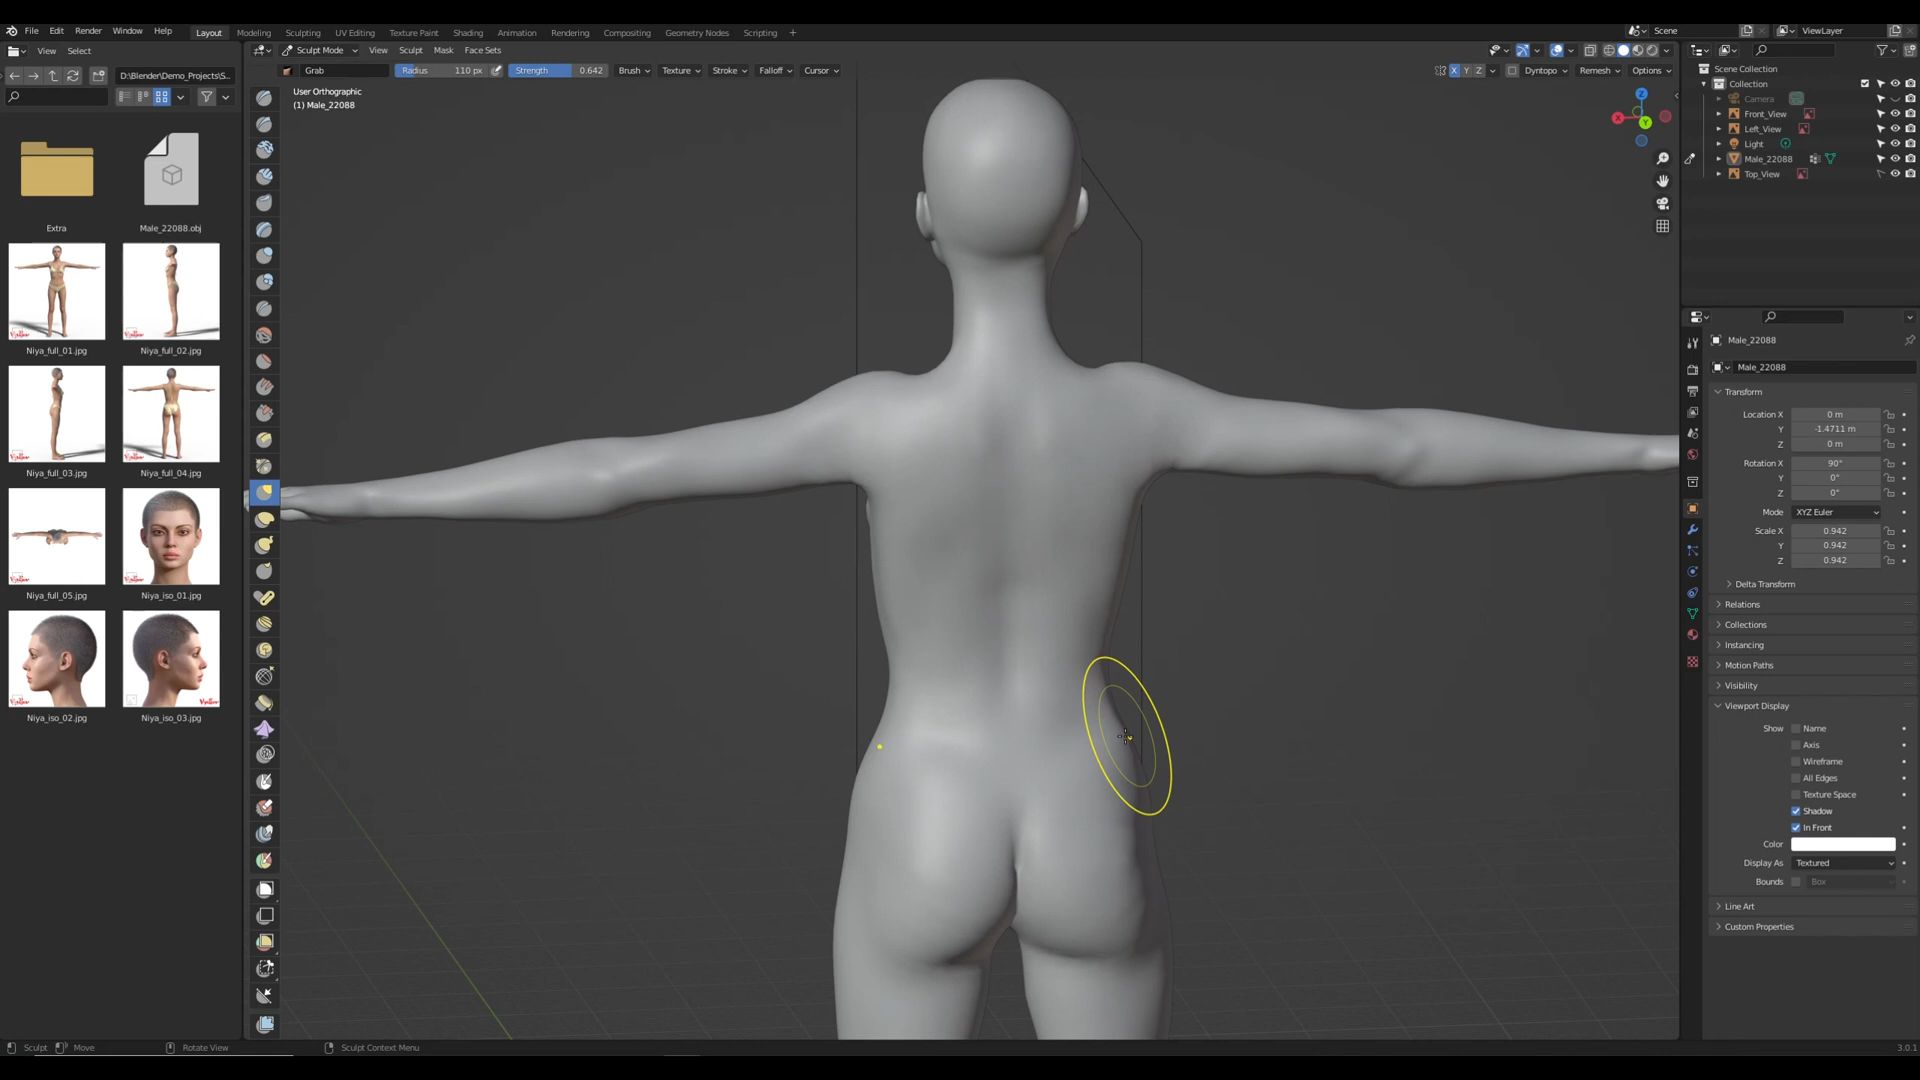 File Edit Render Window Help
Layout Modeling Sculpting UV Editing Texture Paint Shading Animation Rendering Compositing Geometry Nodes Scripting +
Scene
ViewLayer
View Select
Sculpt Mode View Sculpt Mask Face Sets
D:\Blender\Demo_Projects\S..
Grab
Radius 110 px
Strength 0.642
Brush Texture Stroke Falloff Cursor
X Y Z
Dyntopo Remesh Options
User Orthographic
(1) Male_22088
Z
X
Y
Extra
Male_22088.obj
Niya_full_01.jpg
Niya_full_02.jpg
Niya_full_03.jpg
Niya_full_04.jpg
Niya_full_05.jpg
Niya_iso_01.jpg
Niya_iso_02.jpg
Niya_iso_03.jpg
Scene Collection
Collection
Camera
Front_View
Left_View
Light
Male_22088
Top_View
Male_22088
Male_22088
Transform
Location X 0 m
Y -1.4711 m
Z 0 m
Rotation X 90°
Y 0°
Z 0°
Mode XYZ Euler
Scale X 0.942
Y 0.942
Z 0.942
Delta Transform
Relations
Collections
Instancing
Motion Paths
Visibility
Viewport Display
Show Name
Axis
Wireframe
All Edges
Texture Space
Shadow
In Front
Color
Display As Textured
Bounds Box
Line Art
Custom Properties
Sculpt Move Rotate View Sculpt Context Menu
3.0.1